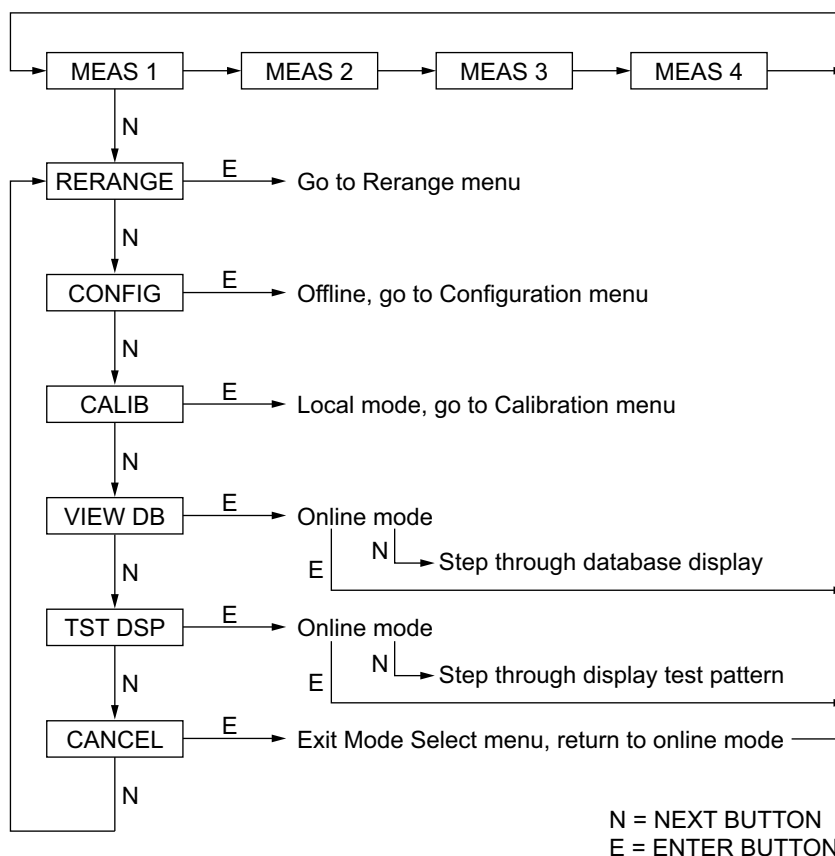 MEAS 1 MEAS 2 MEAS 3 MEAS 4
N
RERANGE E Go to Rerange menu
N
CONFIG E Offline, go to Configuration menu
N
CALIB E Local mode, go to Calibration menu
N
VIEW DB E Online mode
N
E
Step through database display
N
TST DSP E Online mode
N
E
Step through display test pattern
N
CANCEL E Exit Mode Select menu, return to online mode
N
N = NEXT BUTTON
E = ENTER BUTTON